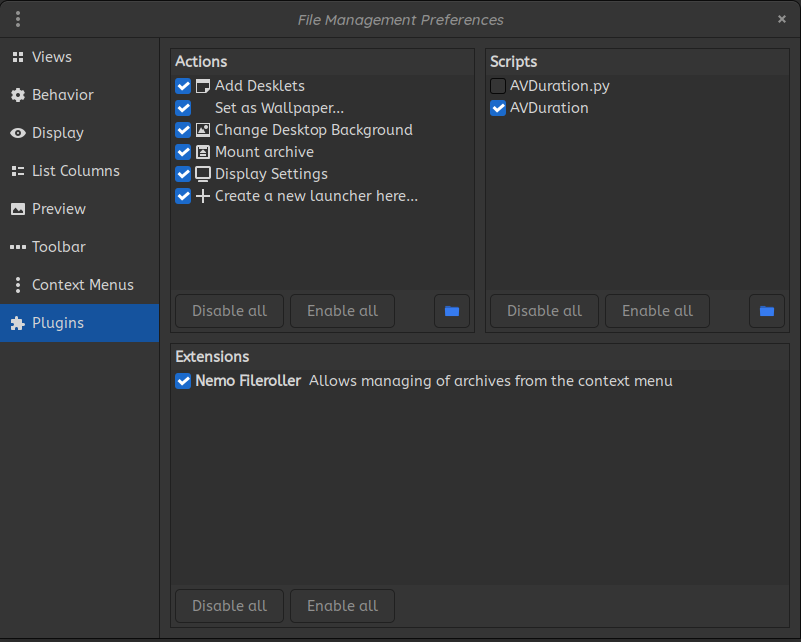 File Management Preferences
Views
Behavior
Display
List Columns
Preview
Toolbar
Context Menus
Plugins
Actions
Add Desklets
Set as Wallpaper...
Change Desktop Background
Mount archive
Display Settings
Create a new launcher here...
Disable all
Enable all
Scripts
AVDuration.py
AVDuration
Disable all
Enable all
Extensions
Nemo Fileroller Allows managing of archives from the context menu
Disable all
Enable all